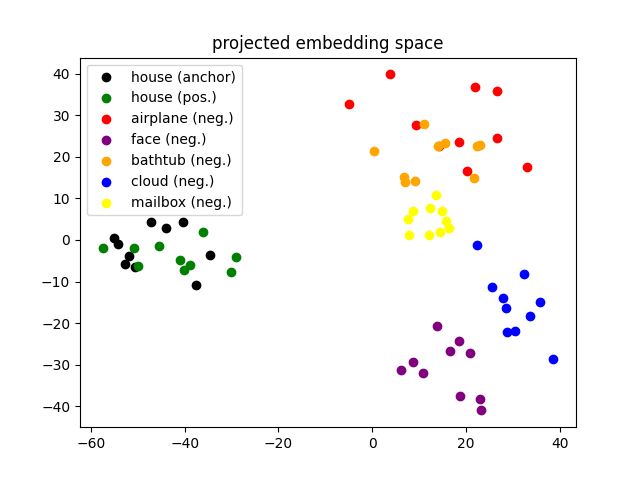 projected embedding space
house (anchor)
house (pos.)
airplane (neg.)
face (neg.)
bathtub (neg.)
cloud (neg.)
mailbox (neg.)
40
30
20
10
0
−10
−20
−30
−40
−60 −40 −20 0 20 40